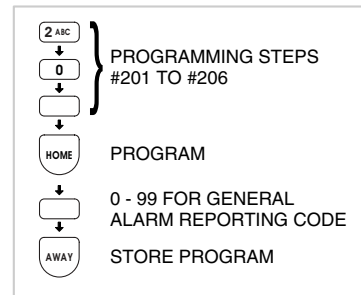 2 ABC
0
PROGRAMMING STEPS
#201 TO #206
HOME
PROGRAM
0 - 99 FOR GENERAL
ALARM REPORTING CODE
AWAY
STORE PROGRAM